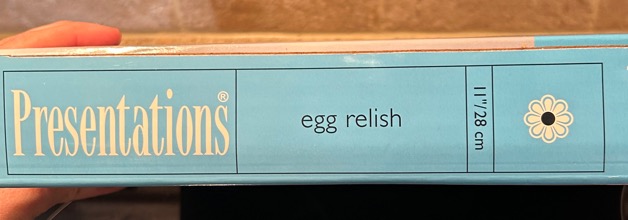 Presentations®
egg relish
11"/28 cm